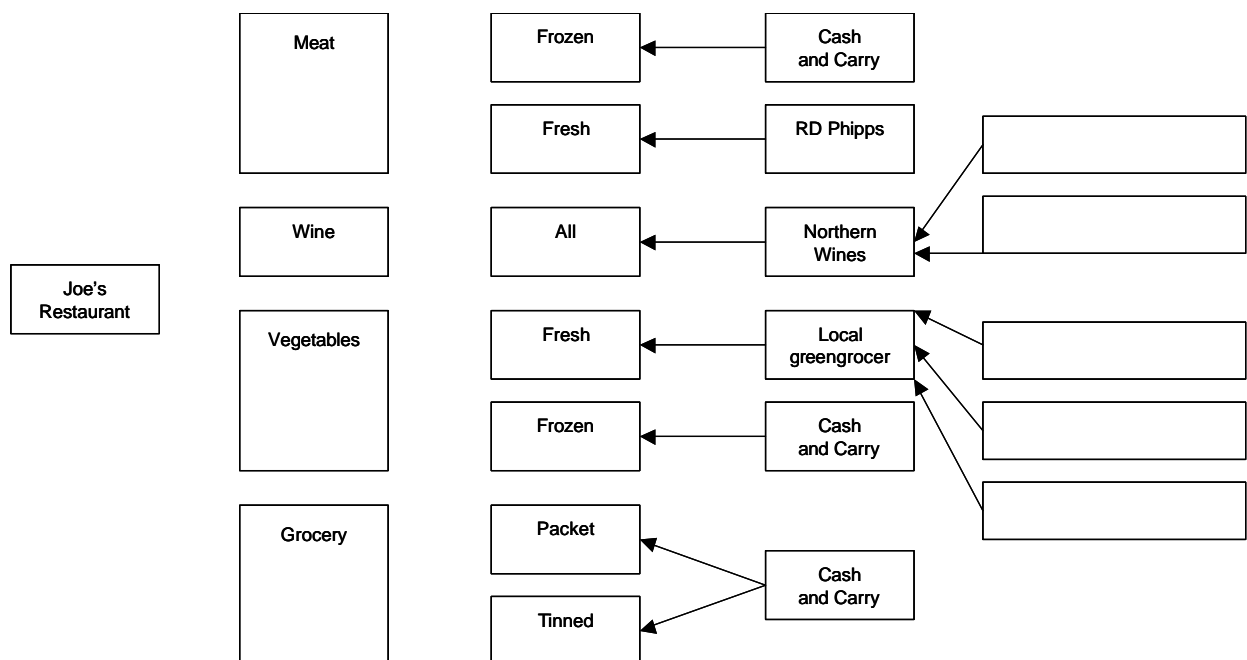 Meat
Frozen
Cash
and Carry
Fresh
RD Phipps
Wine
All
Northern
Wines
Joe's
Restaurant
Vegetables
Fresh
Local
greengrocer
Frozen
Cash
and Carry
Grocery
Packet
Cash
and Carry
Tinned